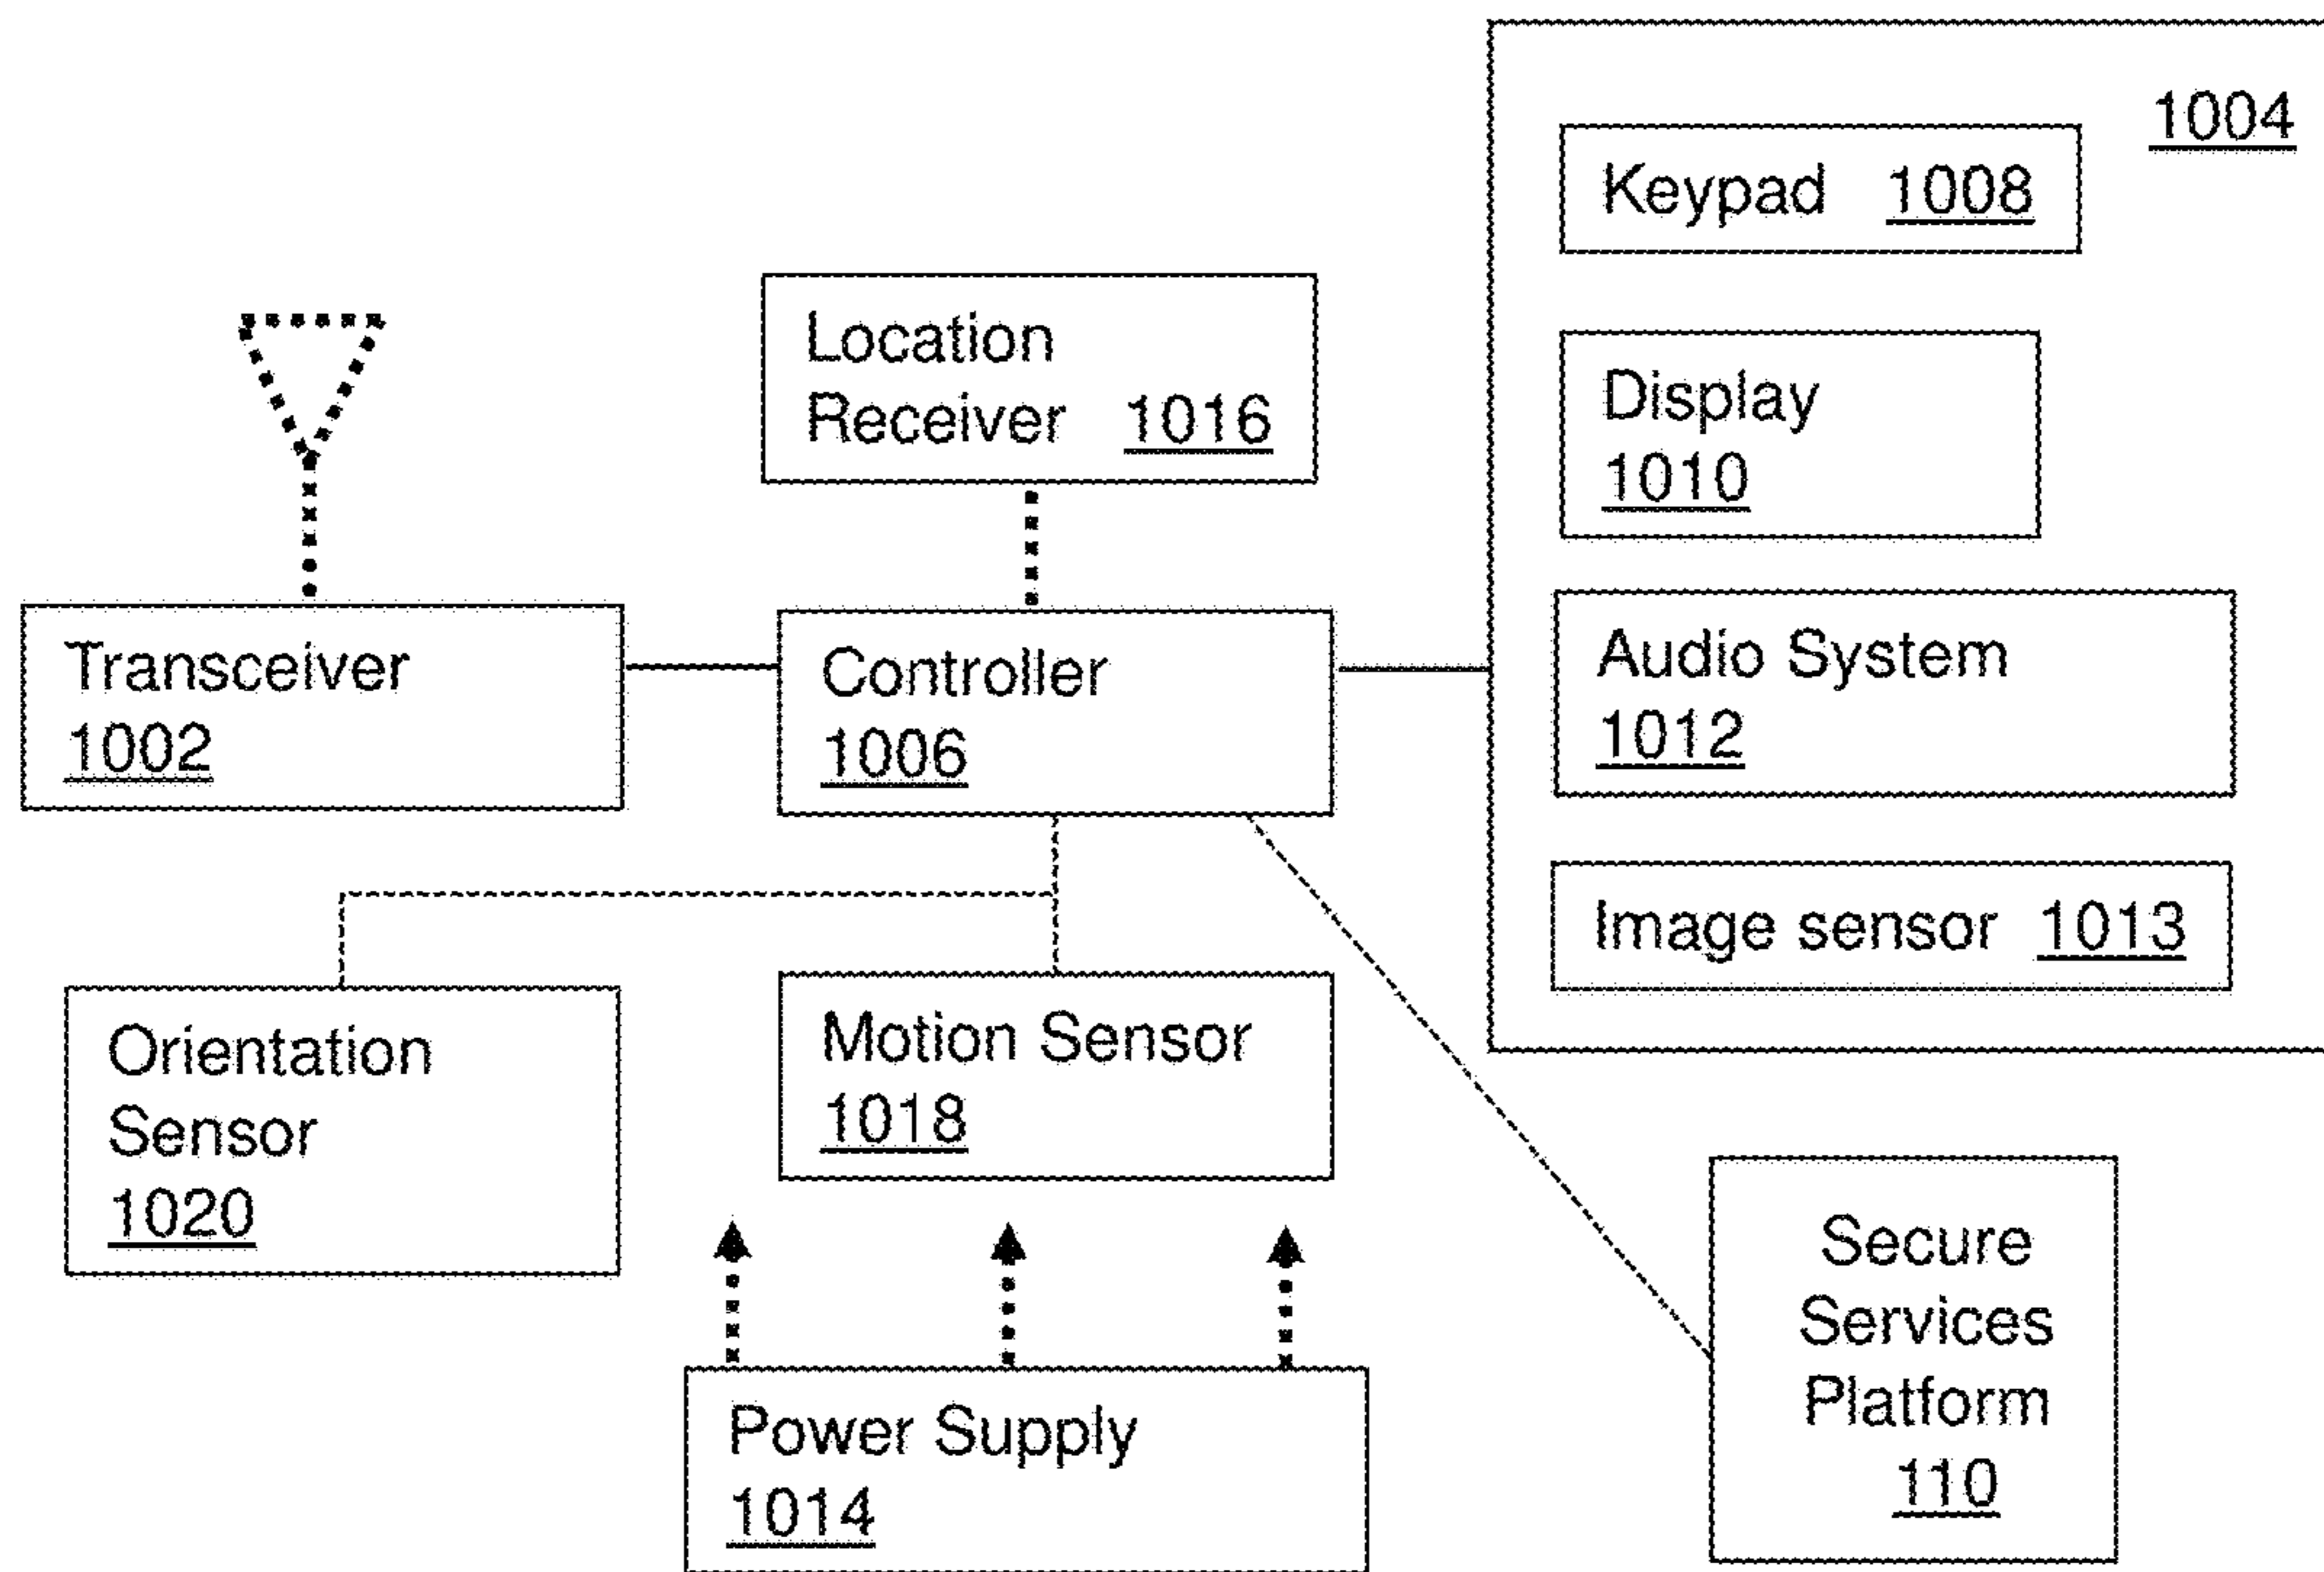 1004
Keypad 1008
Location
Receiver 1016
Display
1010
Transceiver
1002
Controller
1006
Audio System
1012
Image sensor 1013
Orientation
Sensor
1020
Motion Sensor
1018
Secure
Services
Platform
110
Power Supply
1014